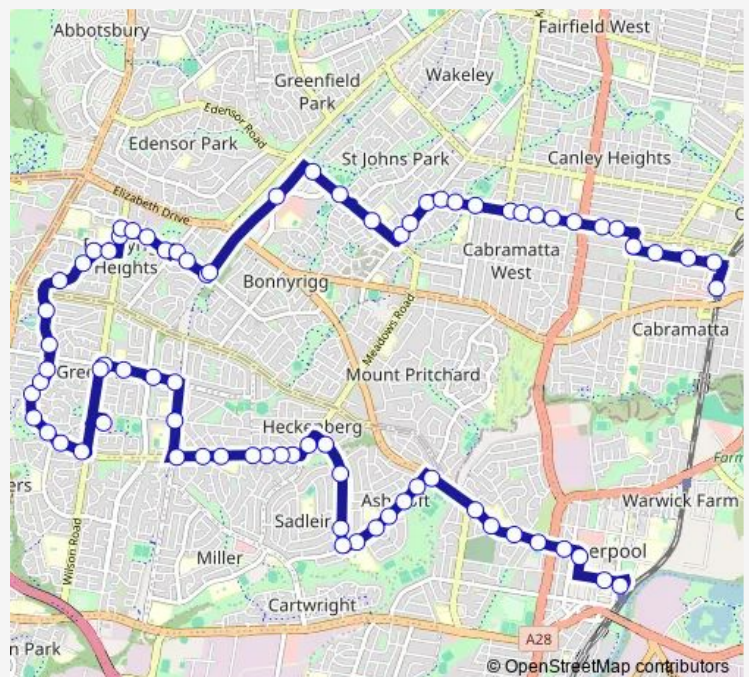 Abbotsbury
Fairfield West
Greenfield
Park
Wakeley
Edensor Road
Edensor Park
St Johns Park
Canley Heights
Elizabeth Drive
Heights
Bonnyrigg
Cabramatta
West
Meadows Road
Cabramatta
Mount Pritchard
Heckenberg
Warwick Farm
Sadleir
Wilson Road
Miller
Cartwright
A28
n Park
© OpenStreetMap contributors